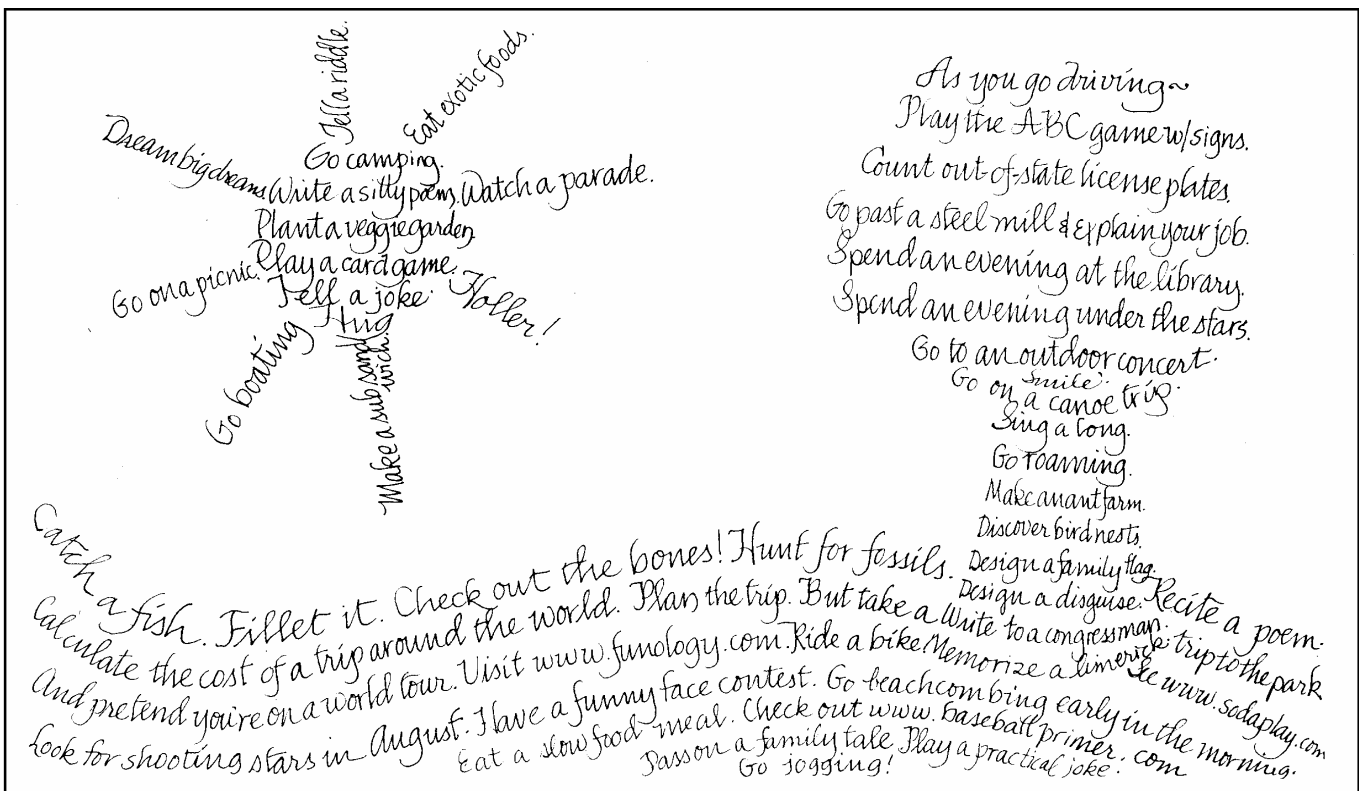 Tell a riddle.
Eat exotic foods.
Dream big dreams.
Go camping.
Write a silly poem.
Watch a parade.
Plant a veggie garden.
Play a card game.
Go on a picnic.
Tell a joke.
Holler!
Hug
Go boating
Make a sub sandwich.
As you go driving~
Play the ABC game w/signs.
Count out-of-state license plates.
Go past a steel mill & explain your job.
Spend an evening at the library.
Spend an evening under the stars.
Go to an outdoor concert.
Smile.
Go on a canoe trip.
Sing a long.
Go roaming.
Make an ant farm.
Discover bird nests.
Design a family flag.
Design a disguise.
Recite a poem.
Write to a congressman.
Catch a fish. Fillet it. Check out the bones! Hunt for fossils.
Calculate the cost of a trip around the world. Plan the trip. But take a trip to the park
And pretend you're on a world tour. Visit www.funology.com. Ride a bike. Memorize a limerick. See www.sodaplay.com
Look for shooting stars in August. Have a funny face contest. Go beachcombing early in the morning.
Eat a slow food meal. Check out www.baseballprimer.com
Pass on a family tale. Play a practical joke.
Go jogging!